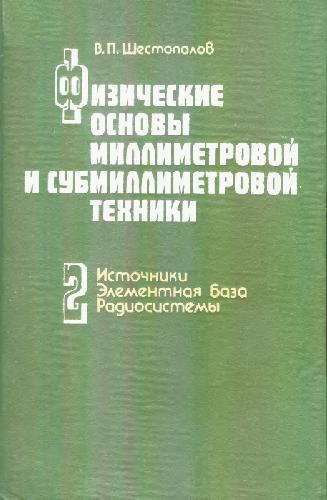 В.П. Шестопалов
Физические
основы
миллиметровой
и субмиллиметровой
техники
2
Источники
Элементная база
Радиосистемы